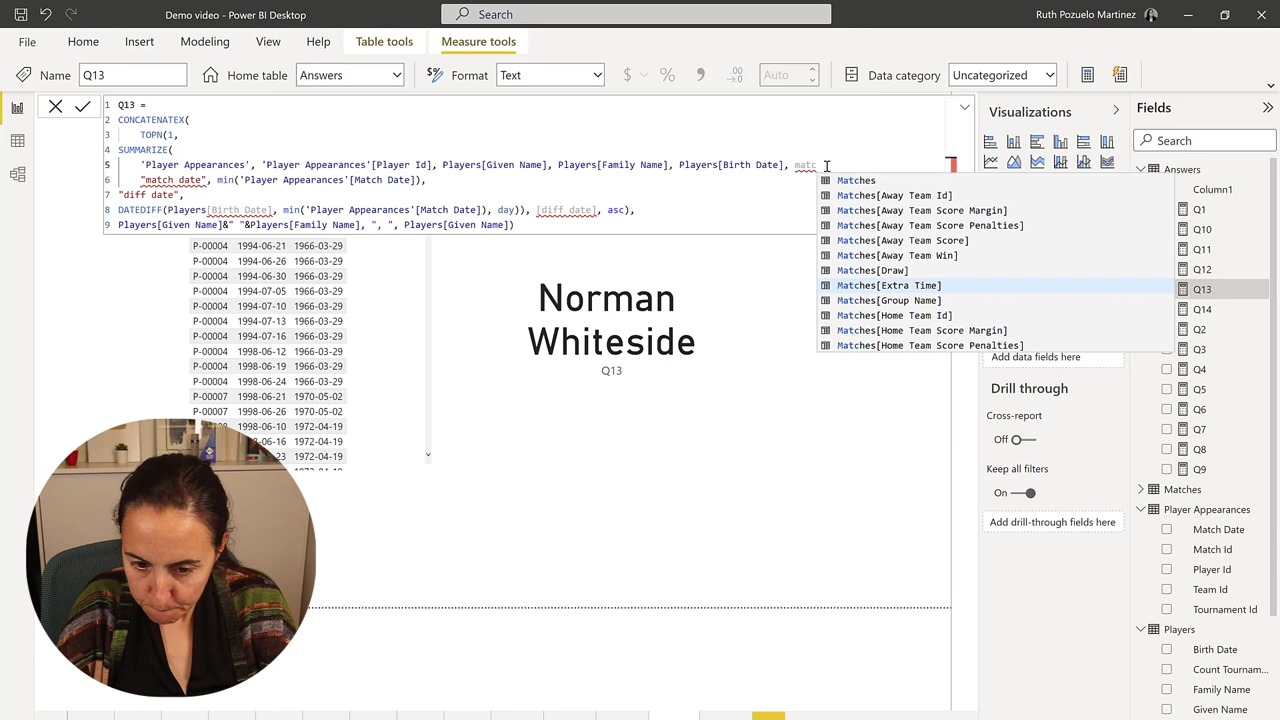 Demo video - Power BI Desktop
Search
Ruth Pozuelo Martinez
File Home Insert Modeling View Help Table tools Measure tools
Name Q13 Home table Answers Format Text $ % 9 .00 Auto Data category Uncategorized
1 Q13 =
2 CONCATENATEX(
3 TOPN(1,
4 SUMMARIZE(
5 'Player Appearances', 'Player Appearances'[Player Id], Players[Given Name], Players[Family Name], Players[Birth Date], matc
6 "match date", min('Player Appearances'[Match Date]),
7 "diff date",
8 DATEDIFF(Players[Birth Date], min('Player Appearances'[Match Date]), day)), [diff date], asc),
9 Players[Given Name]&" "&Players[Family Name], ", ", Players[Given Name])
Matches
Matches[Away Team Id]
Matches[Away Team Score Margin]
Matches[Away Team Score Penalties]
Matches[Away Team Score]
Matches[Away Team Win]
Matches[Draw]
Matches[Extra Time]
Matches[Group Name]
Matches[Home Team Id]
Matches[Home Team Score Margin]
Matches[Home Team Score Penalties]
P-00004 1994-06-21 1966-03-29
P-00004 1994-06-26 1966-03-29
P-00004 1994-06-30 1966-03-29
P-00004 1994-07-05 1966-03-29
P-00004 1994-07-10 1966-03-29
P-00004 1994-07-13 1966-03-29
P-00004 1994-07-16 1966-03-29
P-00004 1998-06-12 1966-03-29
P-00004 1998-06-19 1966-03-29
P-00004 1998-06-24 1966-03-29
P-00007 1998-06-21 1970-05-02
P-00007 1998-06-26 1970-05-02
1998-06-10 1972-04-19
-06-16 1972-04-19
23 1972-04-19
Norman
Whiteside
Q13
Visualizations
Add data fields here
Drill through
Cross-report
Off
Keep all filters
On
Add drill-through fields here
Fields
Search
Answers
Column1
Q1
Q10
Q11
Q12
Q13
Q14
Q2
Q3
Q4
Q5
Q6
Q7
Q8
Q9
Matches
Player Appearances
Match Date
Match Id
Player Id
Team Id
Tournament Id
Players
Birth Date
Count Tournam...
Family Name
Given Name